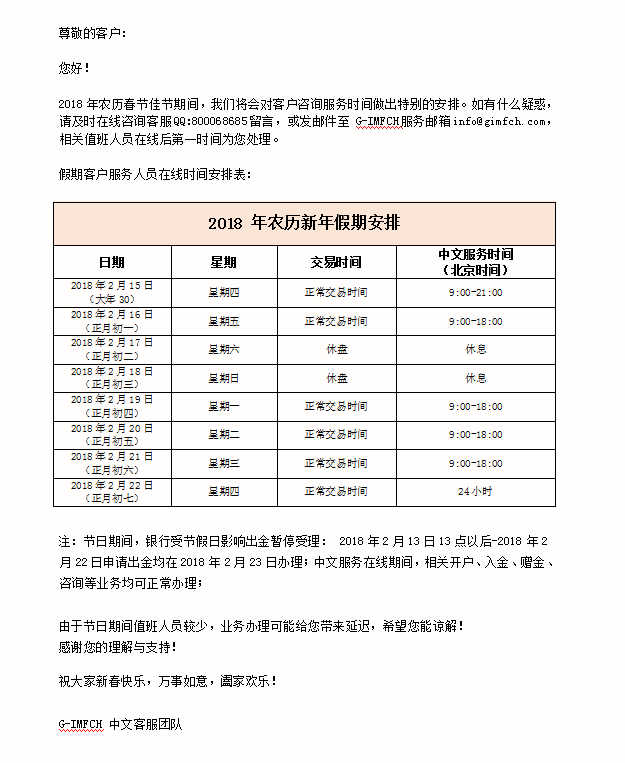 尊敬的客户：
您好！
2018 年农历春节佳节期间，我们将会对客户咨询服务时间做出特别的安排。如有什么疑惑，
请及时在线咨询客服QQ:800068685留言，或发邮件至 G-IMFCH服务邮箱info@gimfch.com，
相关值班人员在线后第一时间为您处理。
假期客户服务人员在线时间安排表：
2018 年农历新年假期安排
日期 星期 交易时间 中文服务时间
（北京时间）
2018 年 2 月 15 日
（大年 30） 星期四 正常交易时间 9:00-21:00
2018 年 2 月 16 日
（正月初一） 星期五 正常交易时间 9:00-18:00
2018 年 2 月 17 日
（正月初二） 星期六 休盘 休息
2018 年 2 月 18 日
（正月初三） 星期日 休盘 休息
2018 年 2 月 19 日
（正月初四） 星期一 正常交易时间 9:00-18:00
2018 年 2 月 20 日
（正月初五） 星期二 正常交易时间 9:00-18:00
2018 年 2 月 21 日
（正月初六） 星期三 正常交易时间 9:00-18:00
2018 年 2 月 22 日
（正月初七） 星期四 正常交易时间 24 小时
注：节日期间，银行受节假日影响出金暂停受理： 2018 年 2 月 13 日 13 点以后-2018 年 2
月 22 日申请出金均在 2018 年 2 月 23 日办理；中文服务在线期间，相关开户、入金、赠金、
咨询等业务均可正常办理；
由于节日期间值班人员较少，业务办理可能给您带来延迟，希望您能谅解！
感谢您的理解与支持！
祝大家新春快乐，万事如意，阖家欢乐！
G-IMFCH 中文客服团队